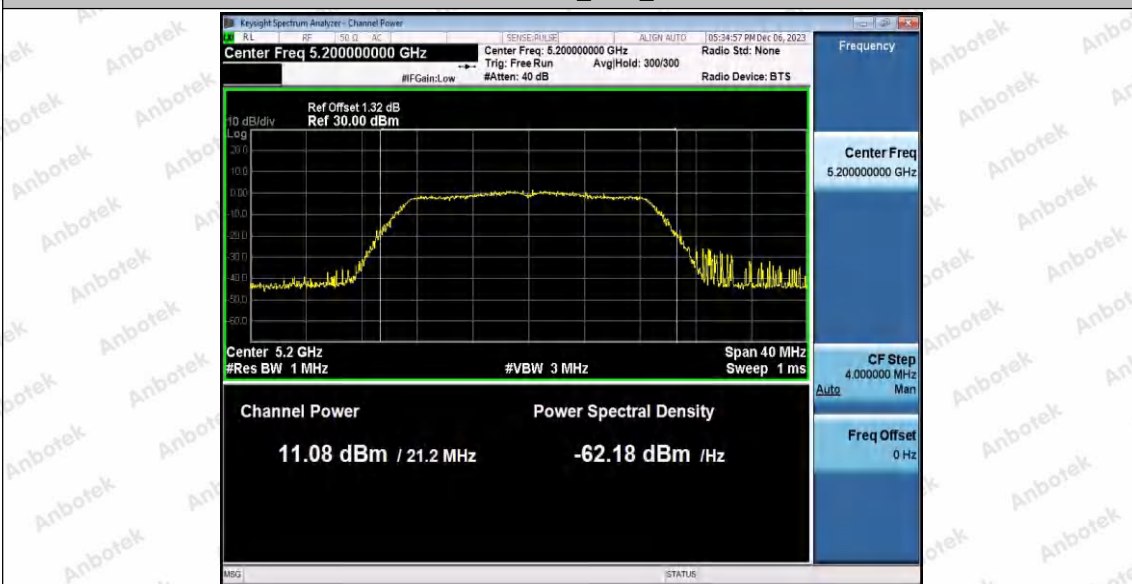 Keysight Spectrum Analyzer - Channel Power
RL RF 50 Ω AC SENSE:PULSE ALIGN AUTO 05:34:57 PM Dec 06, 2023
Center Freq 5.200000000 GHz
Center Freq: 5.200000000 GHz
Radio Std: None
Trig: Free Run Avg|Hold: 300/300
#IFGain:Low #Atten: 40 dB Radio Device: BTS
Frequency
Ref Offset 1.32 dB
10 dB/div Ref 30.00 dBm
Log
20.0
10.0
0.00
-10.0
-20.0
-30.0
-40.0
-50.0
-60.0
Center 5.2 GHz Span 40 MHz
#Res BW 1 MHz #VBW 3 MHz Sweep 1 ms
Center Freq
5.200000000 GHz
CF Step
4.000000 MHz
Auto Man
Freq Offset
0 Hz
Channel Power Power Spectral Density
11.08 dBm / 21.2 MHz -62.18 dBm /Hz
MSG STATUS
Anbotek